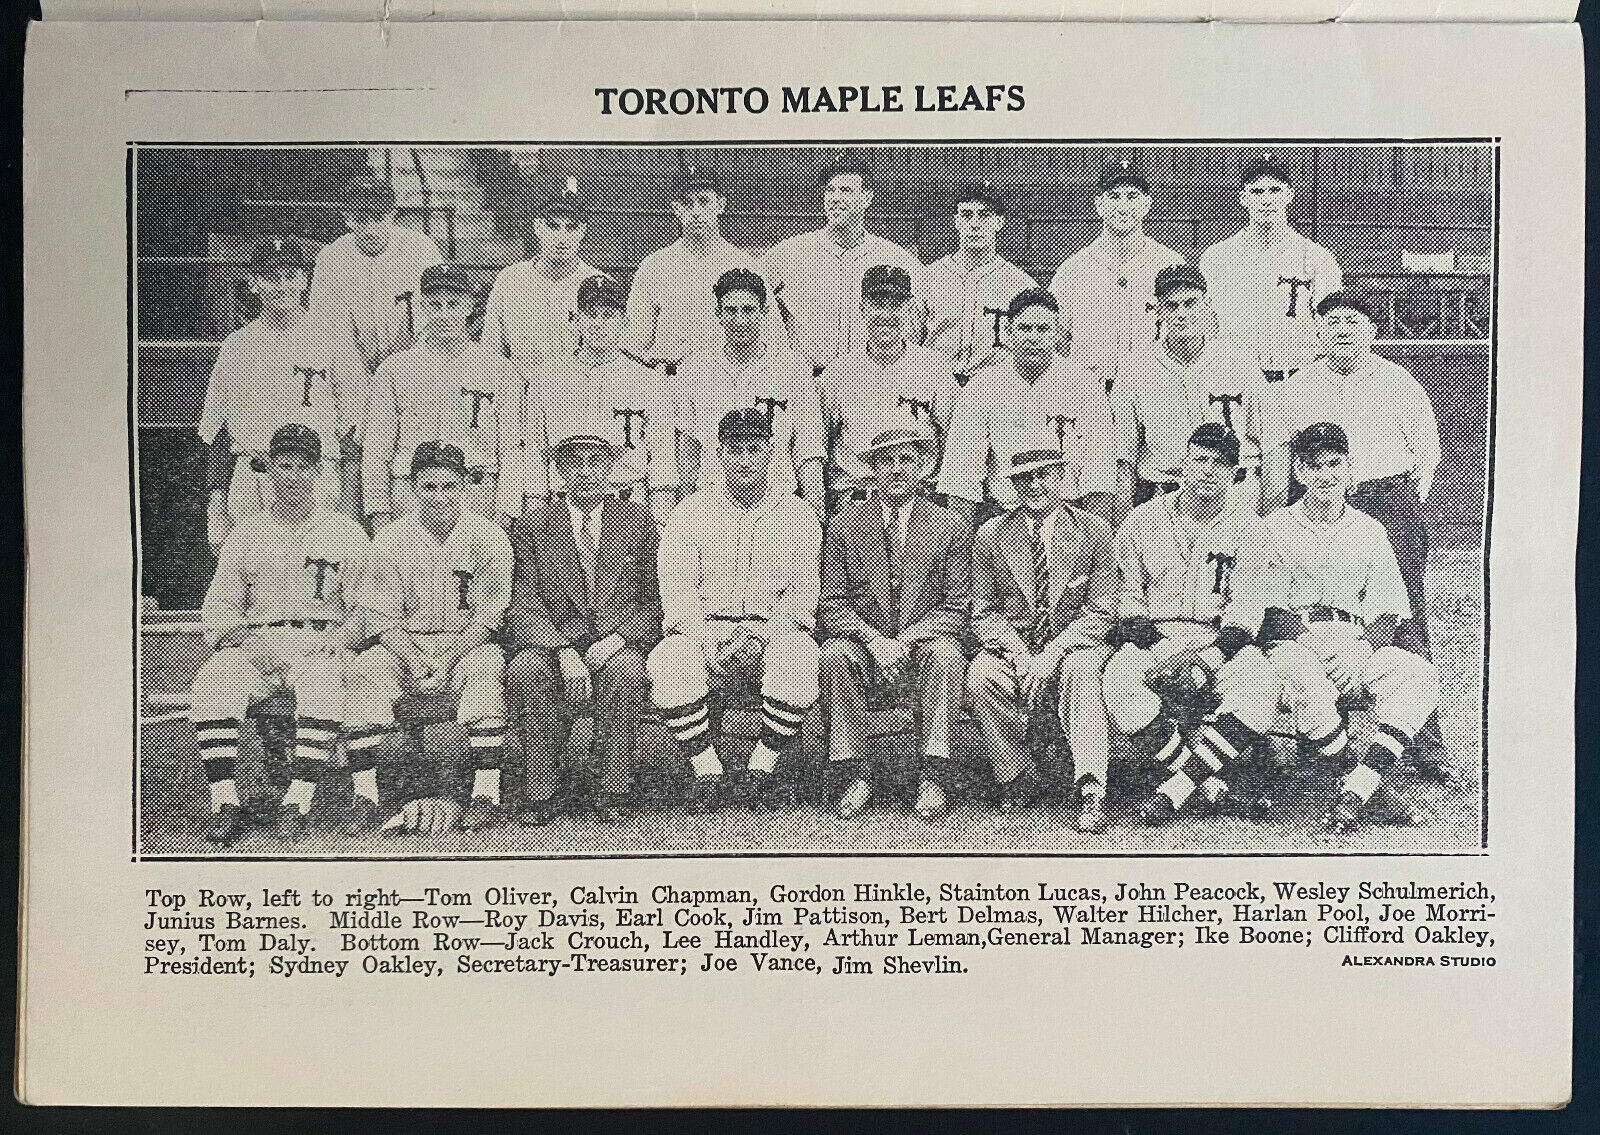 TORONTO MAPLE LEAFS
T T T T T T T T T T T T T T
Top Row, left to right—Tom Oliver, Calvin Chapman, Gordon Hinkle, Stainton Lucas, John Peacock, Wesley Schulmerich,
Junius Barnes. Middle Row—Roy Davis, Earl Cook, Jim Pattison, Bert Delmas, Walter Hilcher, Harlan Pool, Joe Morri-
sey, Tom Daly. Bottom Row—Jack Crouch, Lee Handley, Arthur Leman,General Manager; Ike Boone; Clifford Oakley,
President; Sydney Oakley, Secretary-Treasurer; Joe Vance, Jim Shevlin. ALEXANDRA STUDIO